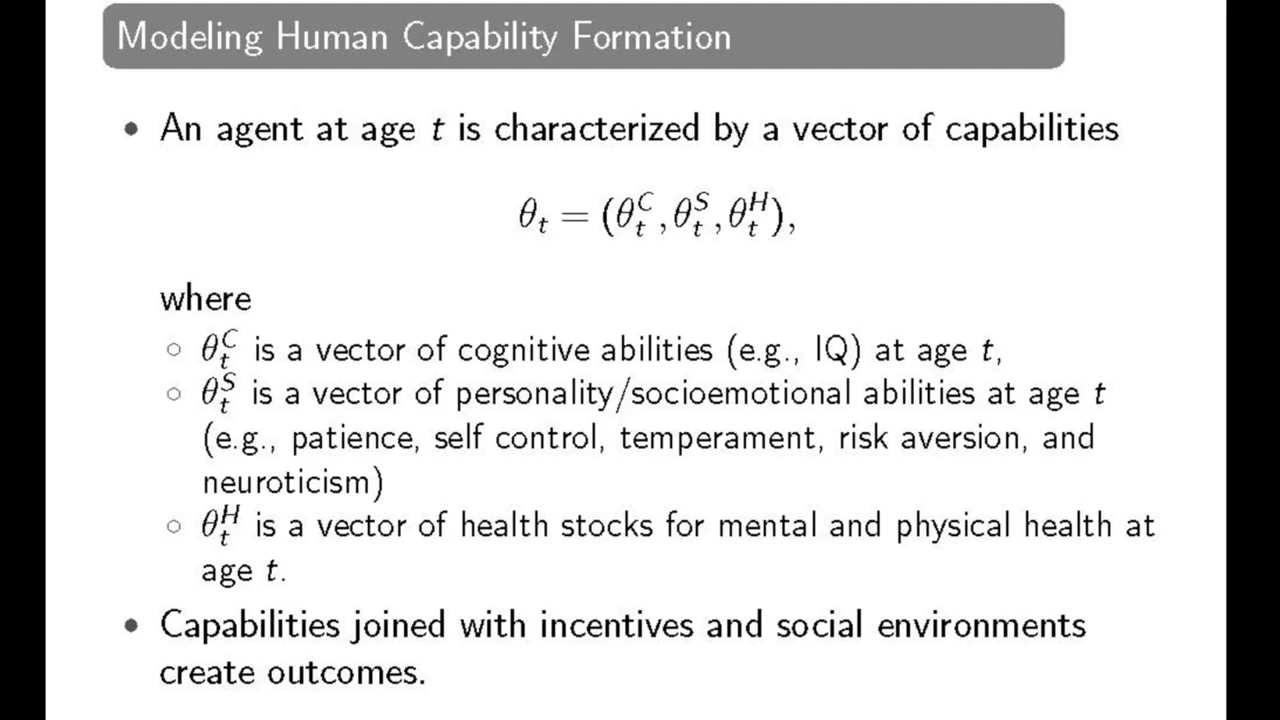 Modeling Human Capability Formation
• An agent at age t is characterized by a vector of capabilities
θ_t = (θ_t^C, θ_t^S, θ_t^H),
where
○ θ_t^C is a vector of cognitive abilities (e.g., IQ) at age t,
○ θ_t^S is a vector of personality/socioemotional abilities at age t
(e.g., patience, self control, temperament, risk aversion, and
neuroticism)
○ θ_t^H is a vector of health stocks for mental and physical health at
age t.
• Capabilities joined with incentives and social environments
create outcomes.